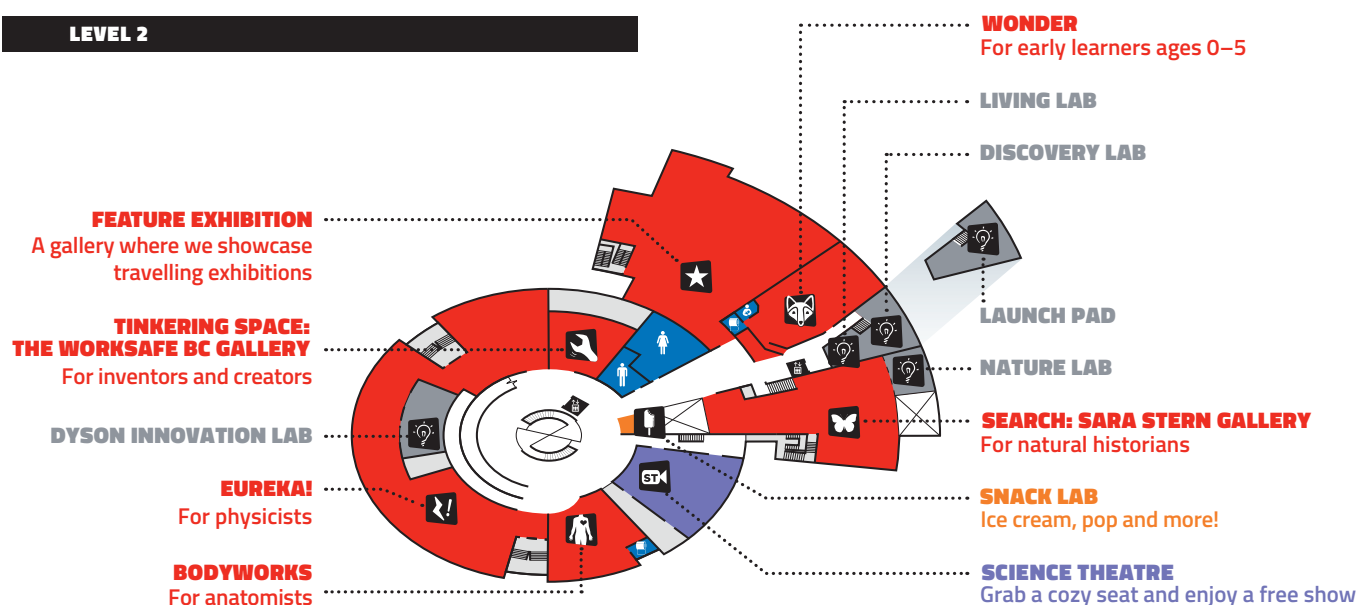 LEVEL 2
FEATURE EXHIBITION
A gallery where we showcase
travelling exhibitions
TINKERING SPACE:
THE WORKSAFE BC GALLERY
For inventors and creators
DYSON INNOVATION LAB
EUREKA!
For physicists
BODYWORKS
For anatomists
ST
WONDER
For early learners ages 0–5
LIVING LAB
DISCOVERY LAB
LAUNCH PAD
NATURE LAB
SEARCH: SARA STERN GALLERY
For natural historians
SNACK LAB
Ice cream, pop and more!
SCIENCE THEATRE
Grab a cozy seat and enjoy a free show